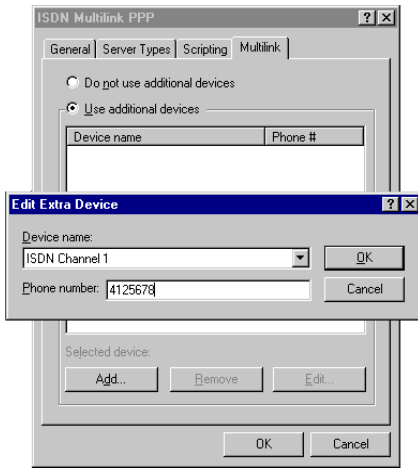 ISDN Multilink PPP
General Server Types Scripting Multilink
Do not use additional devices
Use additional devices
Device name Phone #
Edit Extra Device
Device name:
ISDN Channel 1 OK
Phone number: 4125678 Cancel
Selected device:
Add... Remove Edit...
OK Cancel